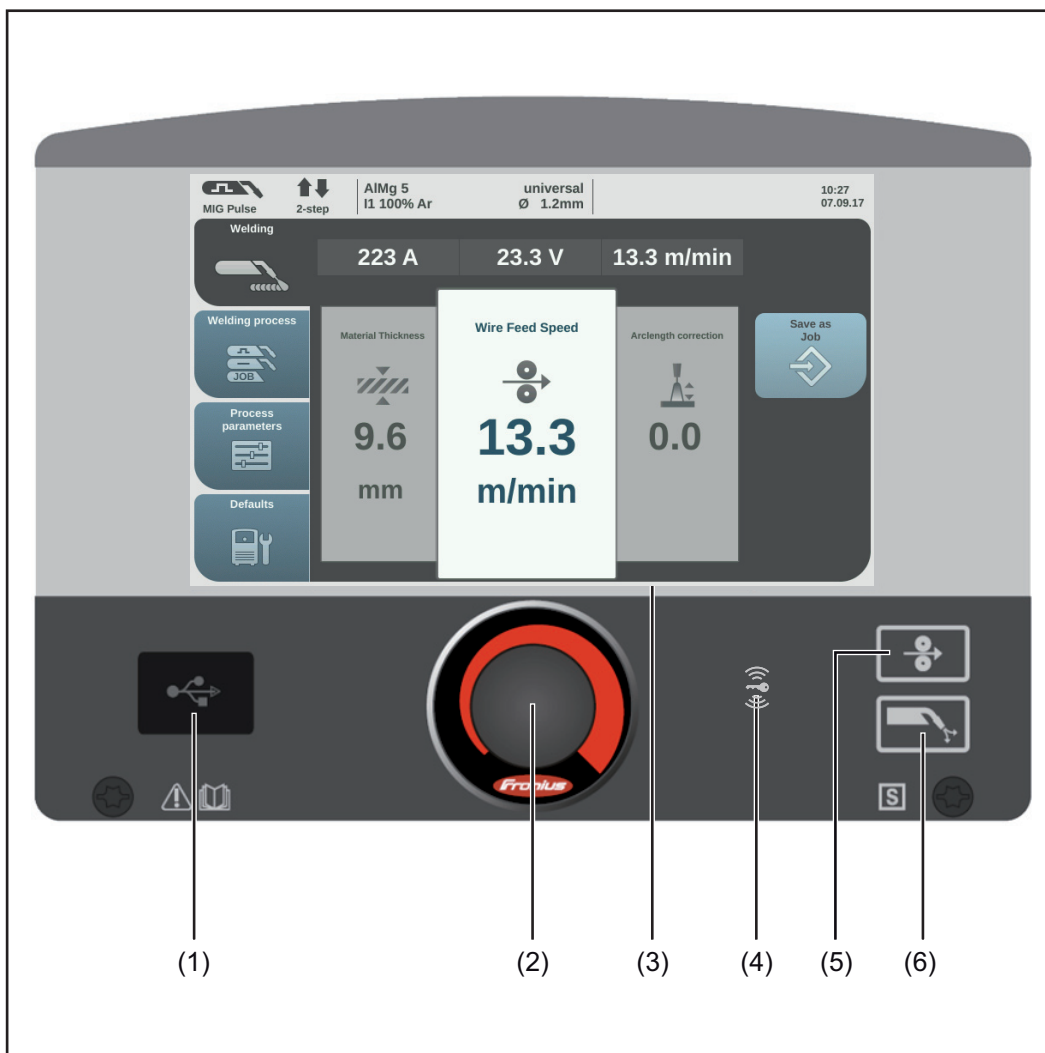 MIG Pulse
2-step
AlMg 5
I1 100% Ar
universal
Ø 1.2mm
10:27
07.09.17
Welding
223 A
23.3 V
13.3 m/min
Welding process
JOB
Process
parameters
Defaults
Material Thickness
9.6
mm
Wire Feed Speed
13.3
m/min
Arclength correction
0.0
Save as
Job
Fronius
S
(1)
(2)
(3)
(4)
(5)
(6)